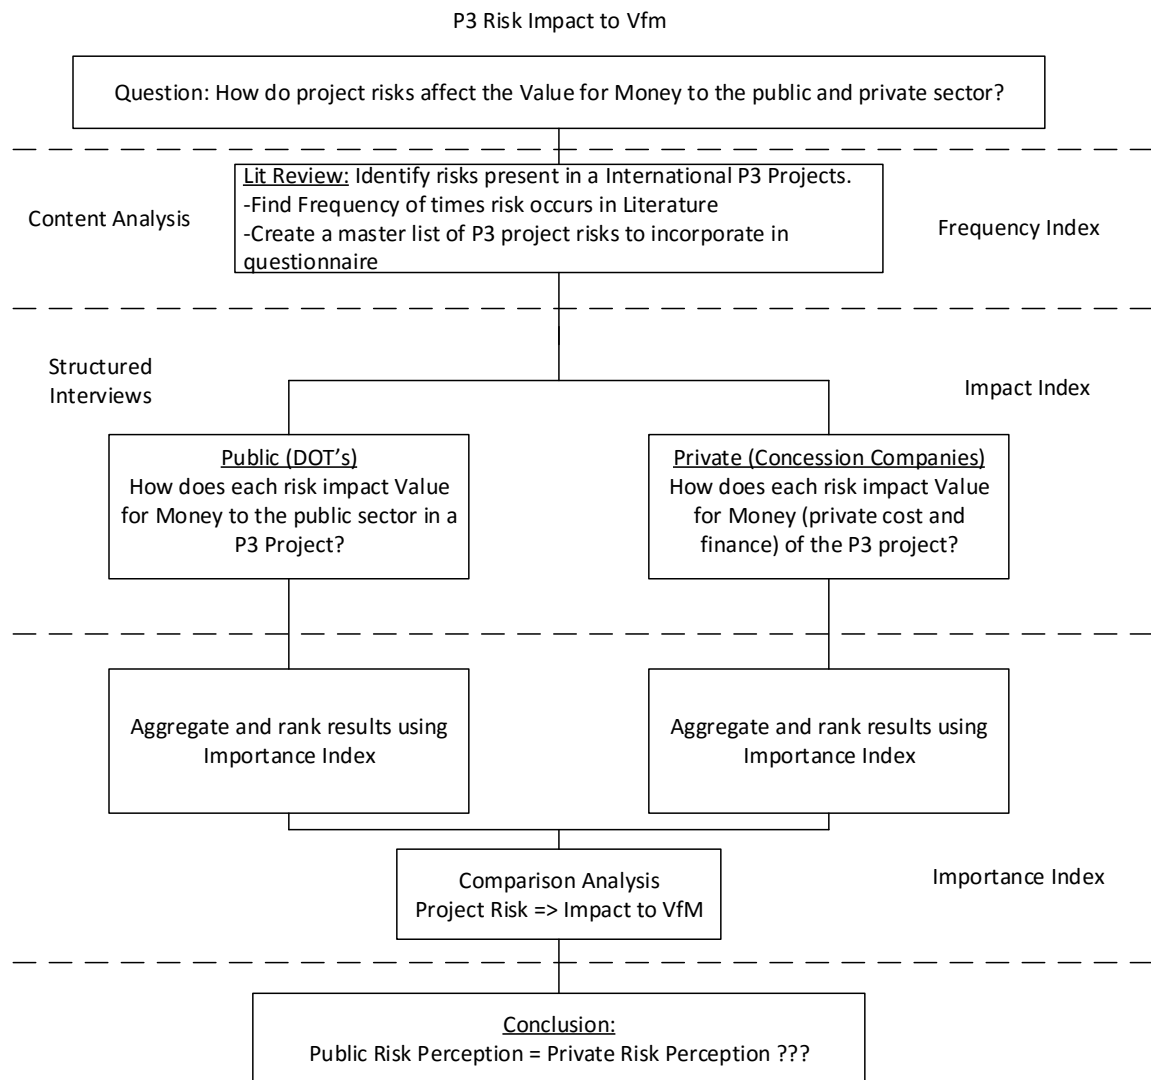 P3 Risk Impact to Vfm
Question: How do project risks affect the Value for Money to the public and private sector?
Content Analysis
Lit Review: Identify risks present in a International P3 Projects.
-Find Frequency of times risk occurs in Literature
-Create a master list of P3 project risks to incorporate in
questionnaire
Frequency Index
Structured
Interviews
Impact Index
Public (DOT's)
How does each risk impact Value
for Money to the public sector in a
P3 Project?
Private (Concession Companies)
How does each risk impact Value
for Money (private cost and
finance) of the P3 project?
Aggregate and rank results using
Importance Index
Aggregate and rank results using
Importance Index
Comparison Analysis
Project Risk => Impact to VfM
Importance Index
Conclusion:
Public Risk Perception = Private Risk Perception ???